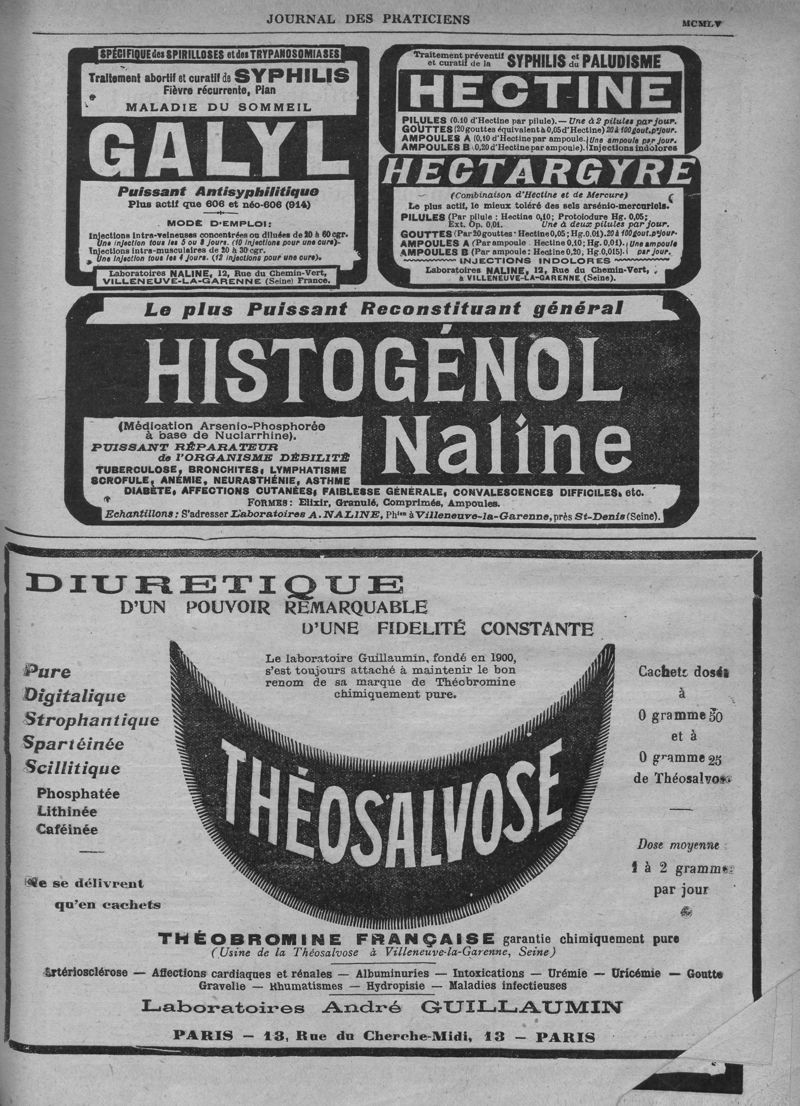 JOURNAL DES PRATICIENS
MCMLV
SPÉCIFIQUE des SPIRILLOSES et des TRYPANOSOMIASES
Traitement abortif et curatif de SYPHILIS
Fièvre récurrente, Pian
MALADIE DU SOMMEIL
GALYL
Puissant Antisyphilitique
Plus actif que 606 et néo-606 (914)
MODE D'EMPLOI:
Injections intra-veineuses concentrées ou diluées de 20 à 60 cgr.
Une injection tous les 5 ou 8 jours. (10 injections pour une cure)-
Injections intra-musculaires de 20 à 30 cgr.
Une injection tous les 4 jours. (12 injections pour une cure).
Laboratoires NALINE, 12, Rue du Chemin-Vert,
VILLENEUVE-LA-GARENNE (Seine) France.
Traitement préventif
et curatif de la SYPHILIS et du PALUDISME
HECTINE
PILULES (0.10 d'Hectine par pilule). — Une à 2 pilules par jour.
GOUTTES (20 gouttes équivalent à 0,05 d'Hectine) 20 à 100 gout. p. jour.
AMPOULES A (0,10 d'Hectine par ampoule. Une ampoule par jour.
AMPOULES B (0,20 d'Hectine par ampoule). Injections indolores
HECTARGYRE
(Combinaison d'Hectine et de Mercure)
Le plus actif, le mieux toléré des sels arsénio-mercuriels.
PILULES (Par pilule: Hectine 0,10; Protoiodure Hg. 0,05;
Ext. Op. 0,01. Une à deux pilules par jour.
GOUTTES (Par 20 gouttes: Hectine 0,05; Hg. 0.01). 20 à 100 gout. p. jour-
AMPOULES A (Par ampoule: Hectine 0.10; Hg. 0,01). Une ampoule
AMPOULES B (Par ampoule: Hectine 0,20, Hg. 0,015). par jour.
INJECTIONS INDOLORES
Laboratoires NALINE, 12, Rue du Chemin-Vert,
à VILLENEUVE-LA-GARENNE (Seine).
Le plus Puissant Reconstituant général
HISTOGÉNOL
Naline
(Médication Arsenio-Phosphorée
à base de Nuclarrhine).
PUISSANT RÉPARATEUR
de l'ORGANISME DÉBILITÉ
TUBERCULOSE, BRONCHITES, LYMPHATISME
SCROFULE, ANÉMIE, NEURASTHÉNIE, ASTHME
DIABÈTE, AFFECTIONS CUTANÉES, FAIBLESSE GÉNÉRALE, CONVALESCENCES DIFFICILES, etc.
FORMES: Elixir, Granulé, Comprimés, Ampoules.
Echantillons: S'adresser Laboratoires A. NALINE, Phien à Villeneuve-la-Garenne, près St-Denis (Seine).
DIURETIQUE
D'UN POUVOIR REMARQUABLE
D'UNE FIDELITÉ CONSTANTE
Le laboratoire Guillaumin, fondé en 1900,
s'est toujours attaché à maintenir le bon
renom de sa marque de Théobromine
chimiquement pure.
Pure
Digitalique
Strophantique
Spartéinée
Scillitique
Phosphatée
Lithinée
Caféinée
Ne se délivrent
qu'en cachets
THÉOSALVOSE
Cachets dosés
à
0 gramme 50
et à
0 gramme 25
de Théosalvose
Dose moyenne
1 à 2 grammes
par jour
THÉOBROMINE FRANÇAISE garantie chimiquement pure
(Usine de la Théosalvose à Villeneuve-la-Garenne, Seine)
Artériosclérose — Affections cardiaques et rénales — Albuminuries — Intoxications — Urémie — Uricémie — Goutte
Gravelie — Rhumatismes — Hydropisie — Maladies infectieuses
Laboratoires André GUILLAUMIN
PARIS — 13, Rue du Cherche-Midi, 13 — PARIS